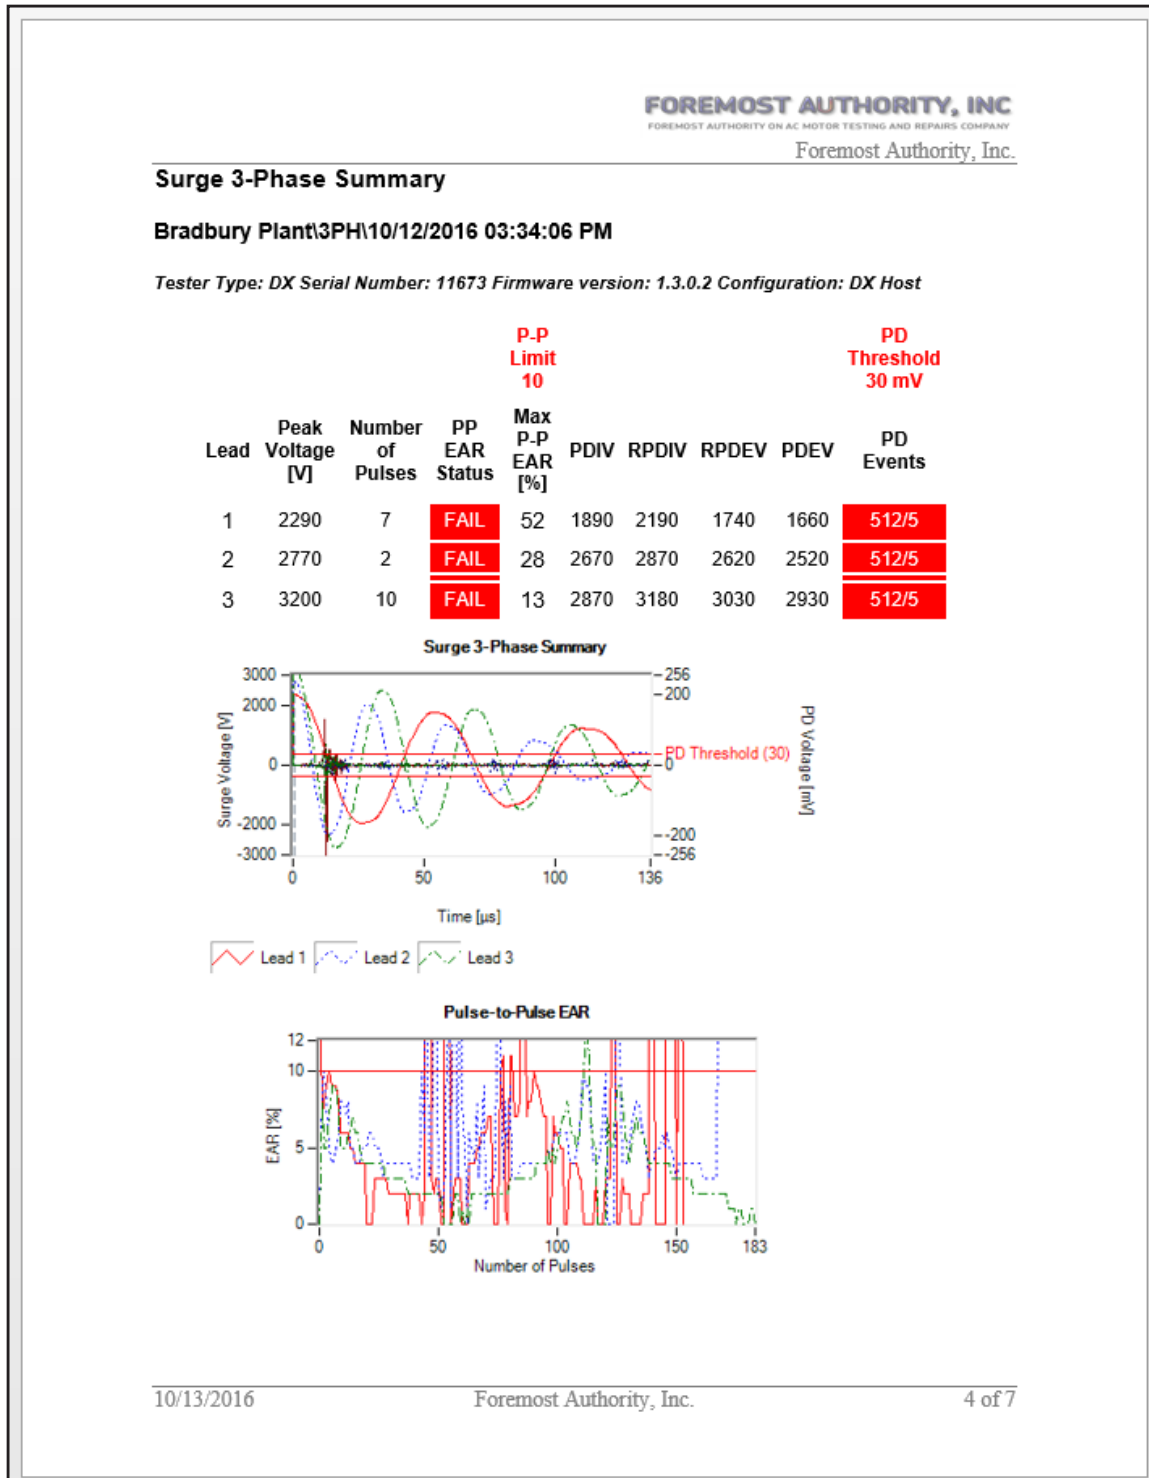 FOREMOST AUTHORITY, INC
FOREMOST AUTHORITY ON AC MOTOR TESTING AND REPAIRS COMPANY
Foremost Authority, Inc.
Surge 3-Phase Summary
Bradbury Plant\3PH\10/12/2016 03:34:06 PM
Tester Type: DX Serial Number: 11673 Firmware version: 1.3.0.2 Configuration: DX Host
P-P Limit 10 PD Threshold 30 mV
Lead Peak Voltage [V] Number of Pulses PP EAR Status Max P-P EAR [%] PDIV RPDIV RPDEV PDEV PD Events
1 2290 7 FAIL 52 1890 2190 1740 1660 512/5
2 2770 2 FAIL 28 2670 2870 2620 2520 512/5
3 3200 10 FAIL 13 2870 3180 3030 2930 512/5
Surge 3-Phase Summary
3000
2000
0
-2000
-3000
Surge Voltage [V]
256
200
PD Threshold (30)
0
-200
-256
PD Voltage [mV]
0 50 100 136
Time [µs]
Lead 1 Lead 2 Lead 3
Pulse-to-Pulse EAR
12
10
5
0
EAR [%]
0 50 100 150 183
Number of Pulses
10/13/2016 Foremost Authority, Inc. 4 of 7